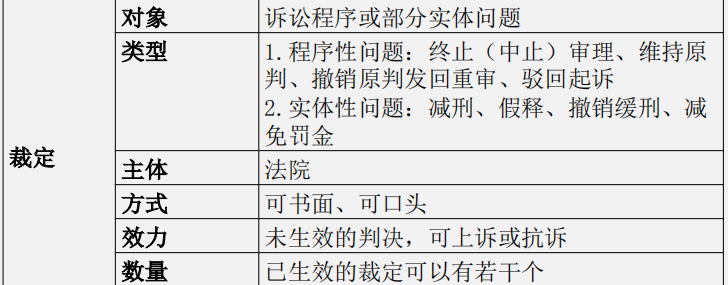 对象 诉讼程序或部分实体问题
类型 1.程序性问题：终止（中止）审理、维持原
判、撤销原判发回重审、驳回起诉
2.实体性问题：减刑、假释、撤销缓刑、减
免罚金
裁定
主体 法院
方式 可书面、可口头
效力 未生效的判决，可上诉或抗诉
数量 已生效的裁定可以有若干个